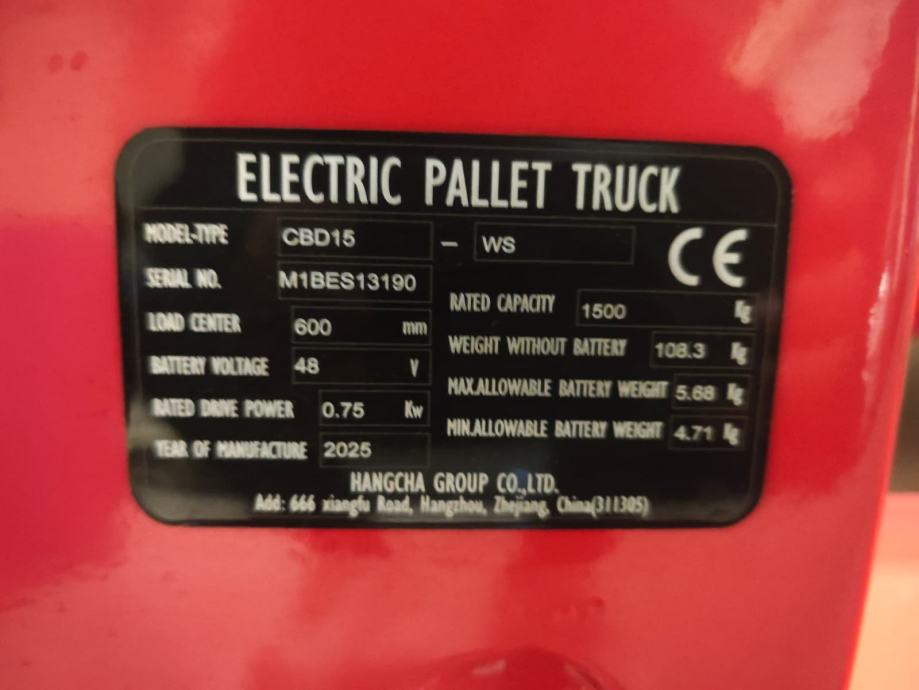 ELECTRIC PALLET TRUCK
MODEL-TYPE CBD15 – WS
CE
SERIAL NO. M1BES13190
RATED CAPACITY 1500 Kg
LOAD CENTER 600 mm
WEIGHT WITHOUT BATTERY 108.3 Kg
BATTERY VOLTAGE 48 V
MAX.ALLOWABLE BATTERY WEIGHT 5.68 Kg
RATED DRIVE POWER 0.75 Kw
MIN.ALLOWABLE BATTERY WEIGHT 4.71 Kg
YEAR OF MANUFACTURE 2025
HANGCHA GROUP CO.,LTD.
Add: 666 xiangfu Road, Hangzhou, Zhejiang, China(311305)